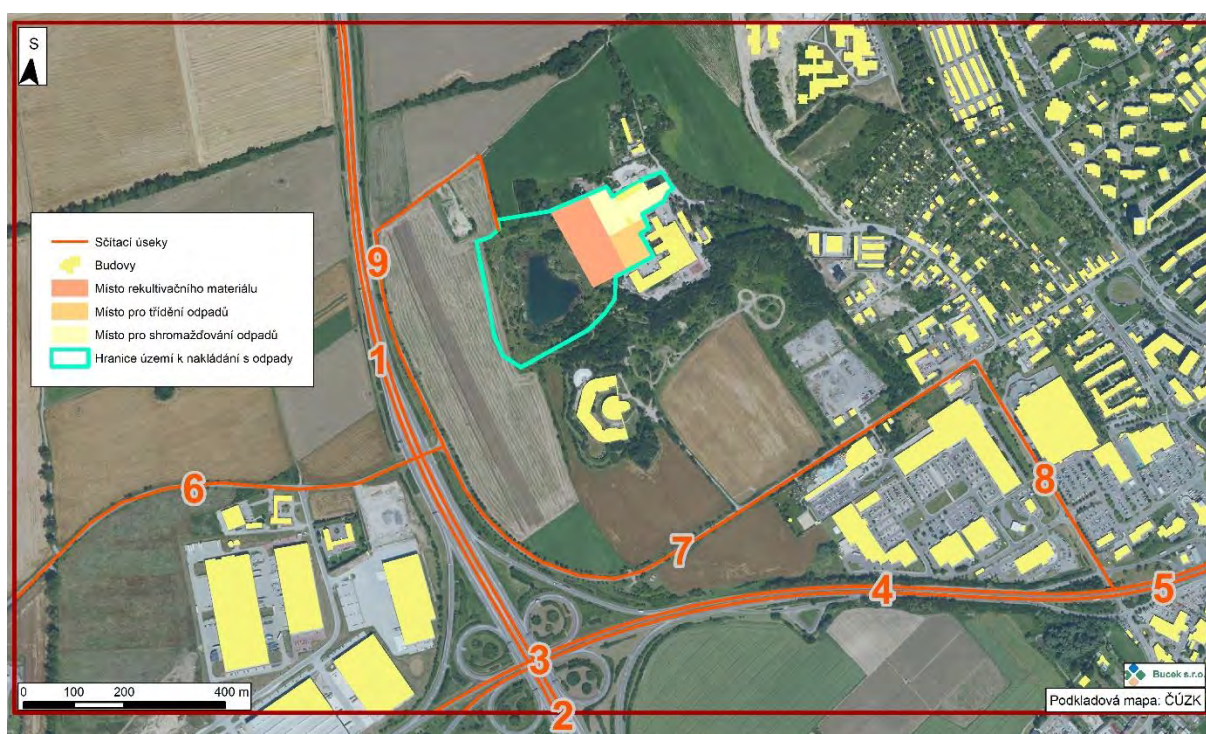 S
Sčítací úseky
Budovy
Místo rekultivačního materiálu
Místo pro třídění odpadů
Místo pro shromažďování odpadů
Hranice území k nakládání s odpady
9
1
6
8
7
4
5
3
2
0 100 200 400 m
Bucek s.r.o.
Podkladová mapa: ČÚZK